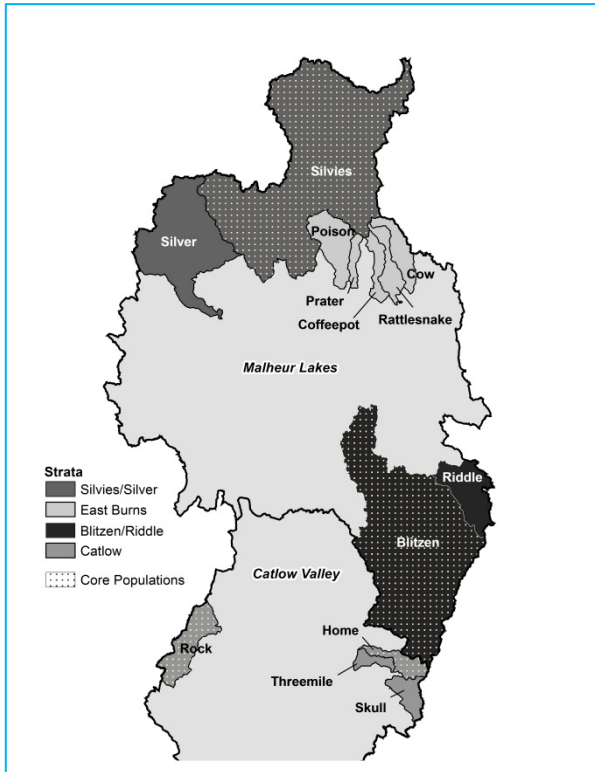 Silvies
Silver
Poison
Cow
Prater
Coffeepot
Rattlesnake
Malheur Lakes
Strata
Silvies/Silver
East Burns
Blitzen/Riddle
Catlow
Core Populations
Riddle
Blitzen
Catlow Valley
Home
Rock
Threemile
Skull